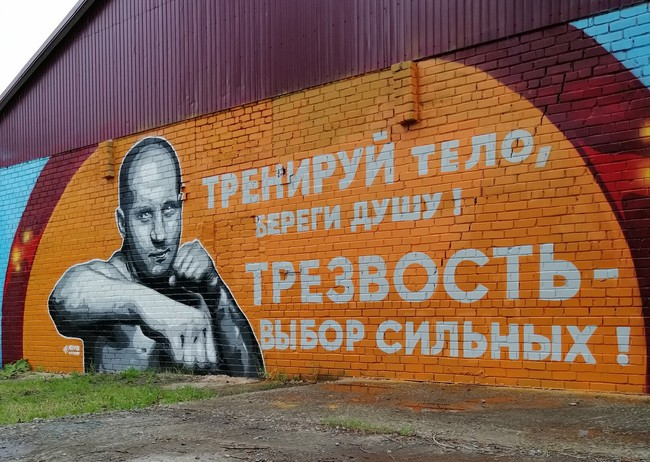 ТРЕНИРУЙ ТЕЛО,
БЕРЕГИ ДУШУ !
ТРЕЗВОСТЬ-
ВЫБОР СИЛЬНЫХ !